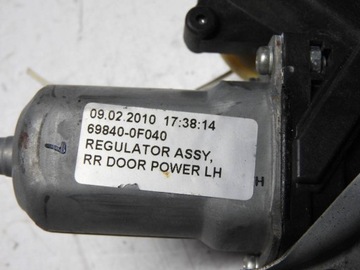 09.02.2010 17:38:14
69840-0F040
REGULATOR ASSY,
RR DOOR POWER LH
H